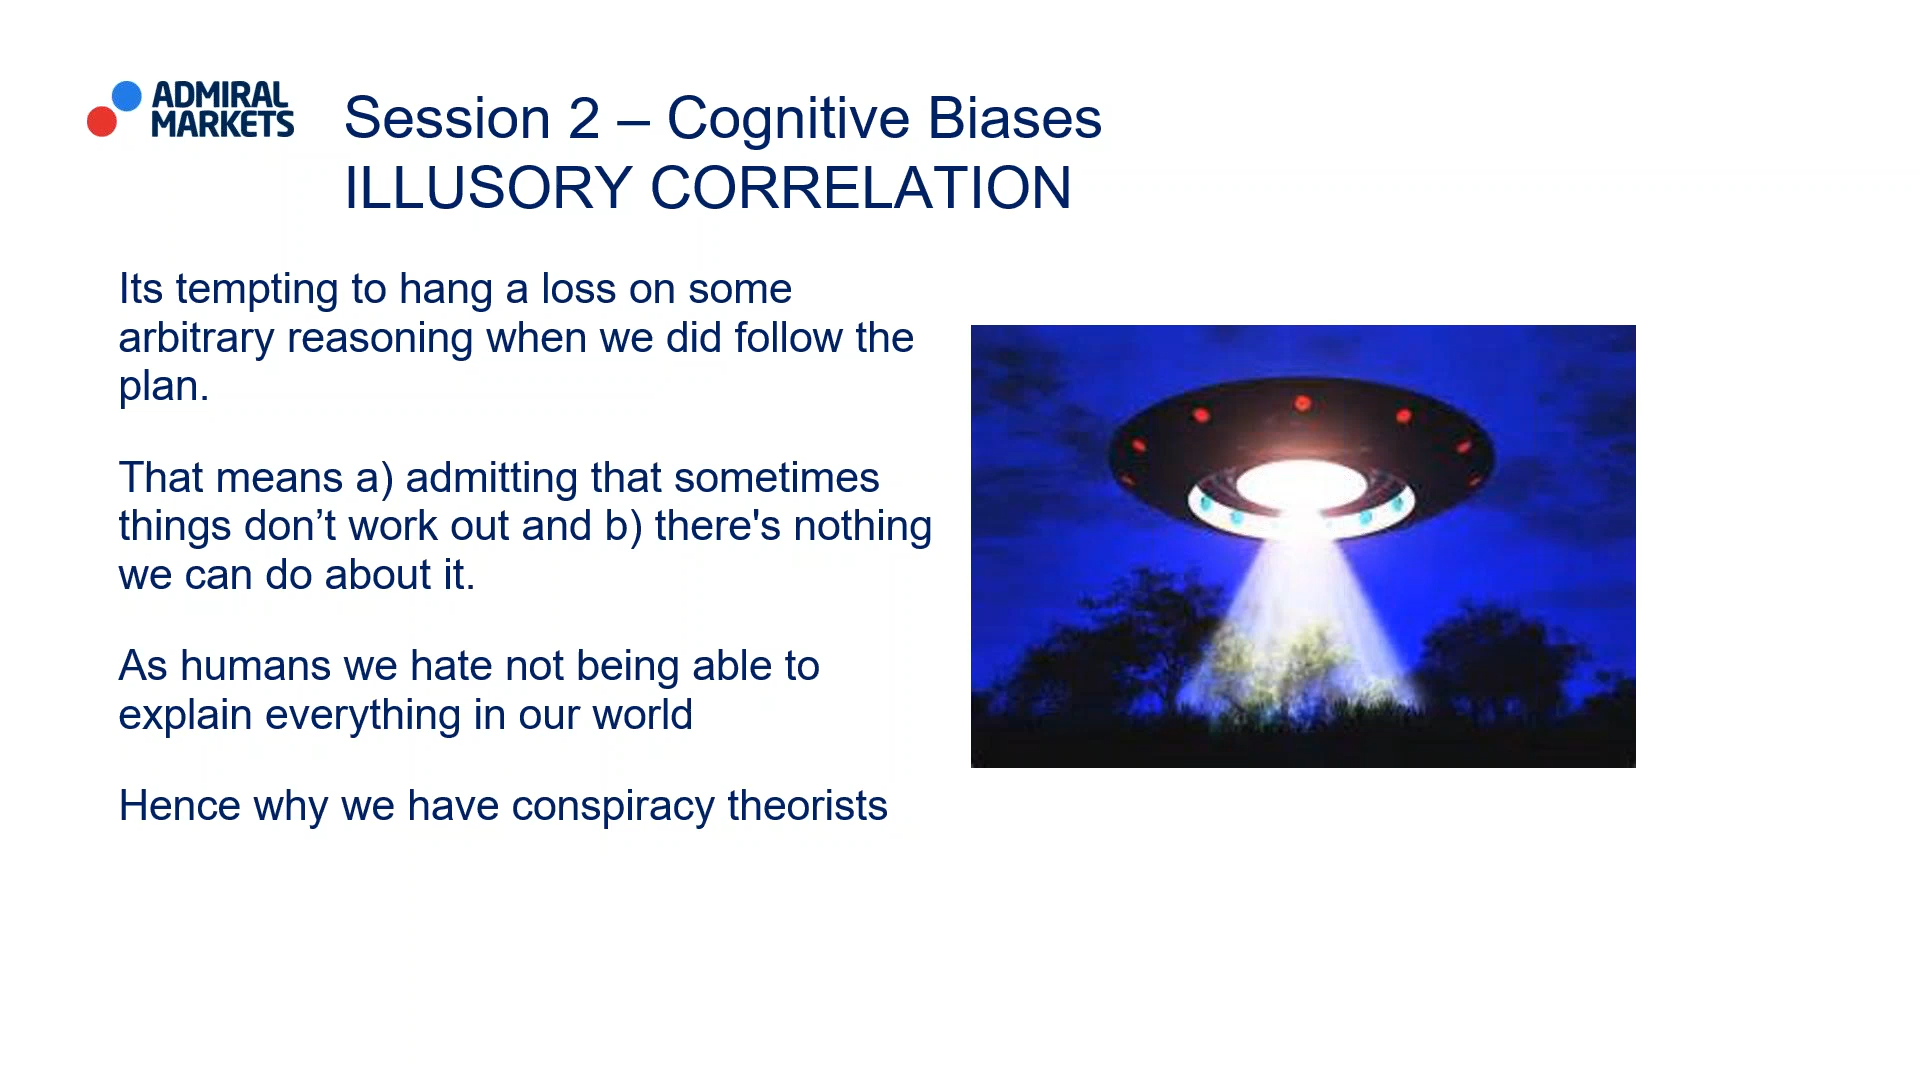 ADMIRAL
MARKETS
Session 2 – Cognitive Biases
ILLUSORY CORRELATION
Its tempting to hang a loss on some
arbitrary reasoning when we did follow the
plan.
That means a) admitting that sometimes
things don’t work out and b) there's nothing
we can do about it.
As humans we hate not being able to
explain everything in our world
Hence why we have conspiracy theorists